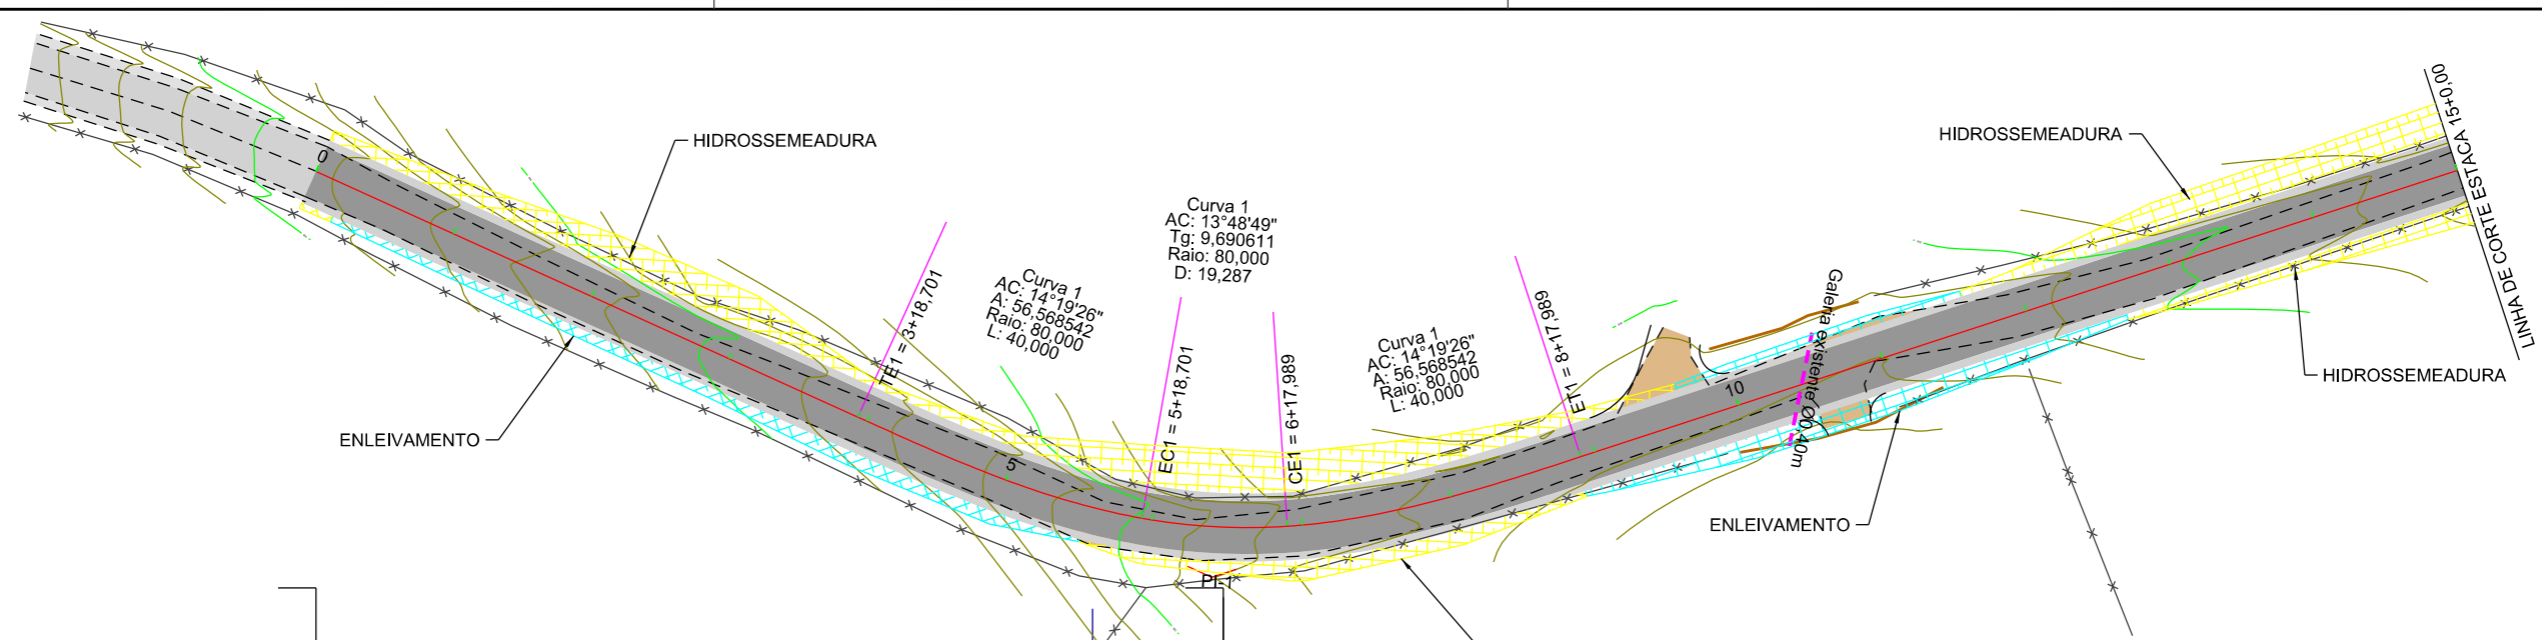 HIDROSSEMEADURA
HIDROSSEMEADURA
LINHA DE CORTE ESTACA 15+0,00
0
Curva 1
AC: 13°48'49"
Tg: 9,690611
Raio: 80,000
D: 19,287
Curva 1
AC: 14°19'26"
A: 56,568542
Raio: 80,000
L: 40,000
TE1 = 3+18,701
EC1 = 5+18,701
CE1 = 6+17,989
Curva 1
AC: 14°19'26"
A: 56,568542
Raio: 80,000
L: 40,000
ET1 = 8+17,989
Galeria existente Ø0,40m
10
HIDROSSEMEADURA
ENLEIVAMENTO
5
ENLEIVAMENTO
PI-1